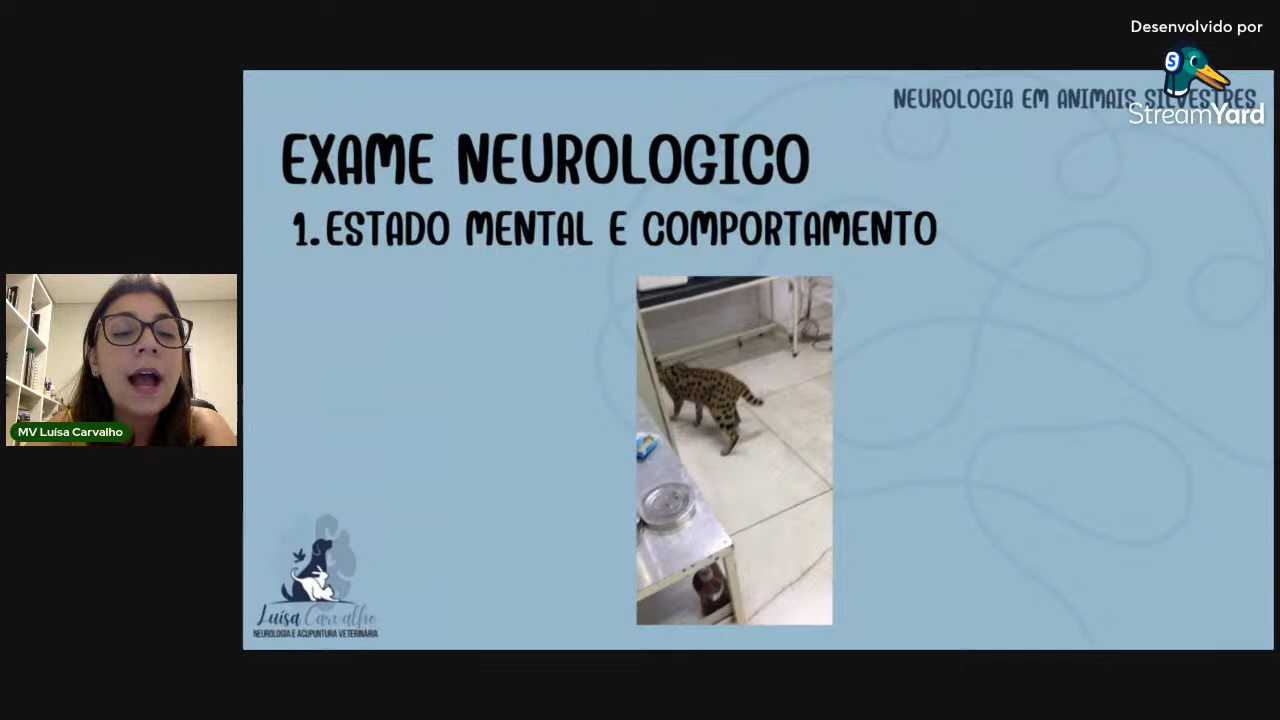 Desenvolvido por
S
StreamYard
NEUROLOGIA EM ANIMAIS SILVESTRES
EXAME NEUROLOGICO
1. ESTADO MENTAL E COMPORTAMENTO
MV Luísa Carvalho
Luísa Carvalho
NEUROLOGIA E ACUPUNTURA VETERINÁRIA